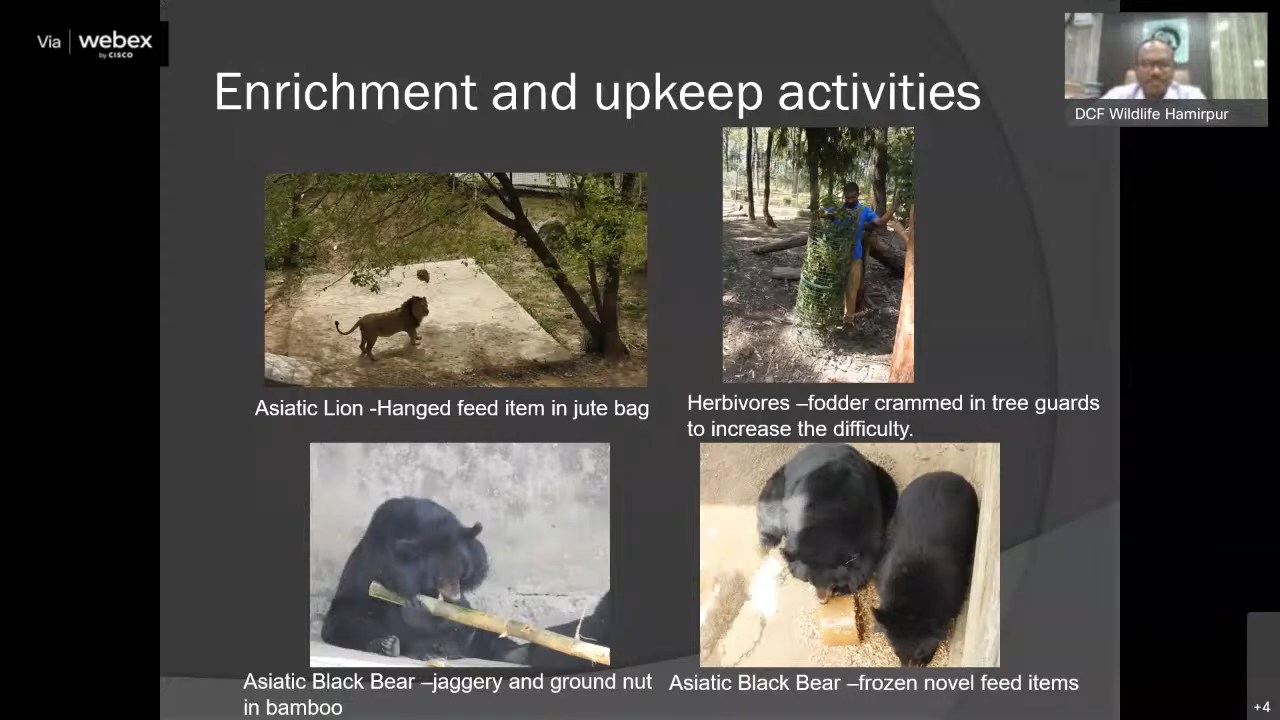 Via webex
by CISCO
Enrichment and upkeep activities
DCF Wildlife Hamirpur
Asiatic Lion -Hanged feed item in jute bag
Herbivores –fodder crammed in tree guards
to increase the difficulty.
Asiatic Black Bear –jaggery and ground nut
in bamboo
Asiatic Black Bear –frozen novel feed items
+4